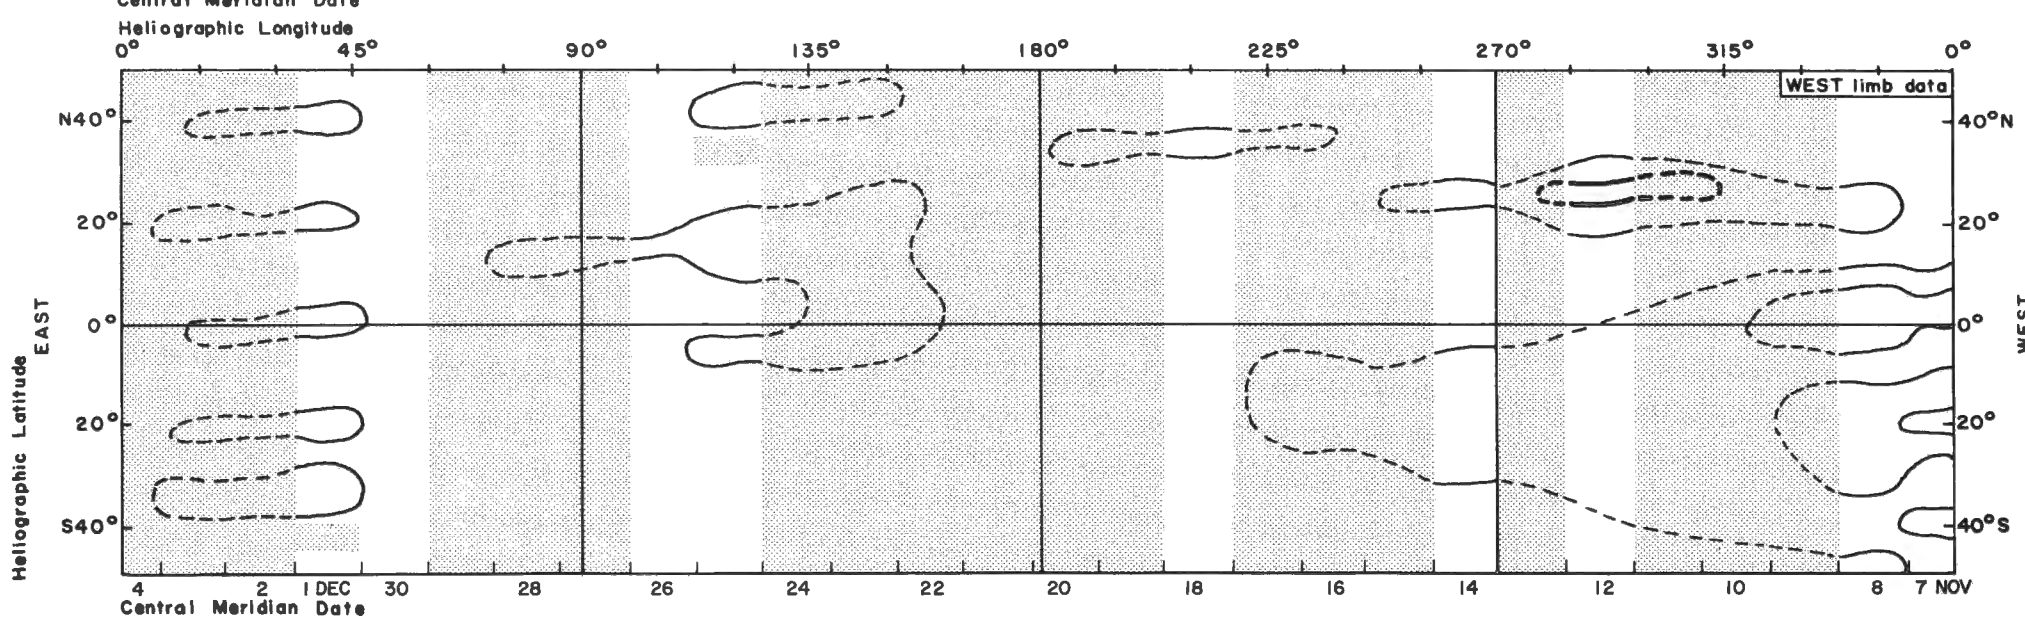 Central Meridian Date
Heliographic Longitude
0° 45° 90° 135° 180° 225° 270° 315° 0°
WEST limb data
N40° 40°N
20° 20°
0° 0°
EAST WEST
20° 20°
S40° 40°S
Heliographic Latitude
4 2 1 DEC 30 28 26 24 22 20 18 16 14 12 10 8 7 NOV
Central Meridian Date